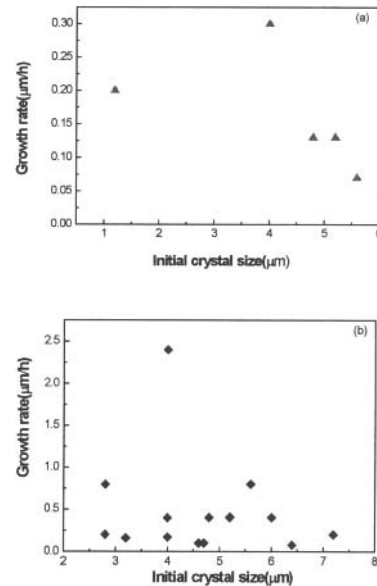 (a)
0.30
0.25
0.20
0.15
0.10
0.05
0.00
Growth rate(μm/h)
1 2 3 4 5 6
Initial crystal size(μm)
(b)
2.5
2.0
1.5
1.0
0.5
0.0
Growth rate(μm/h)
2 3 4 5 6 7 8
Initial crystal size(μm)